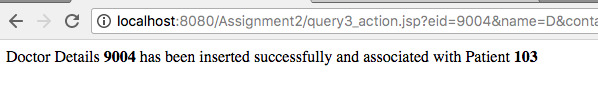 localhost:8080/Assignment2/query3_action.jsp?eid=9004&name=D&conta
Doctor Details 9004 has been inserted successfully and associated with Patient 103